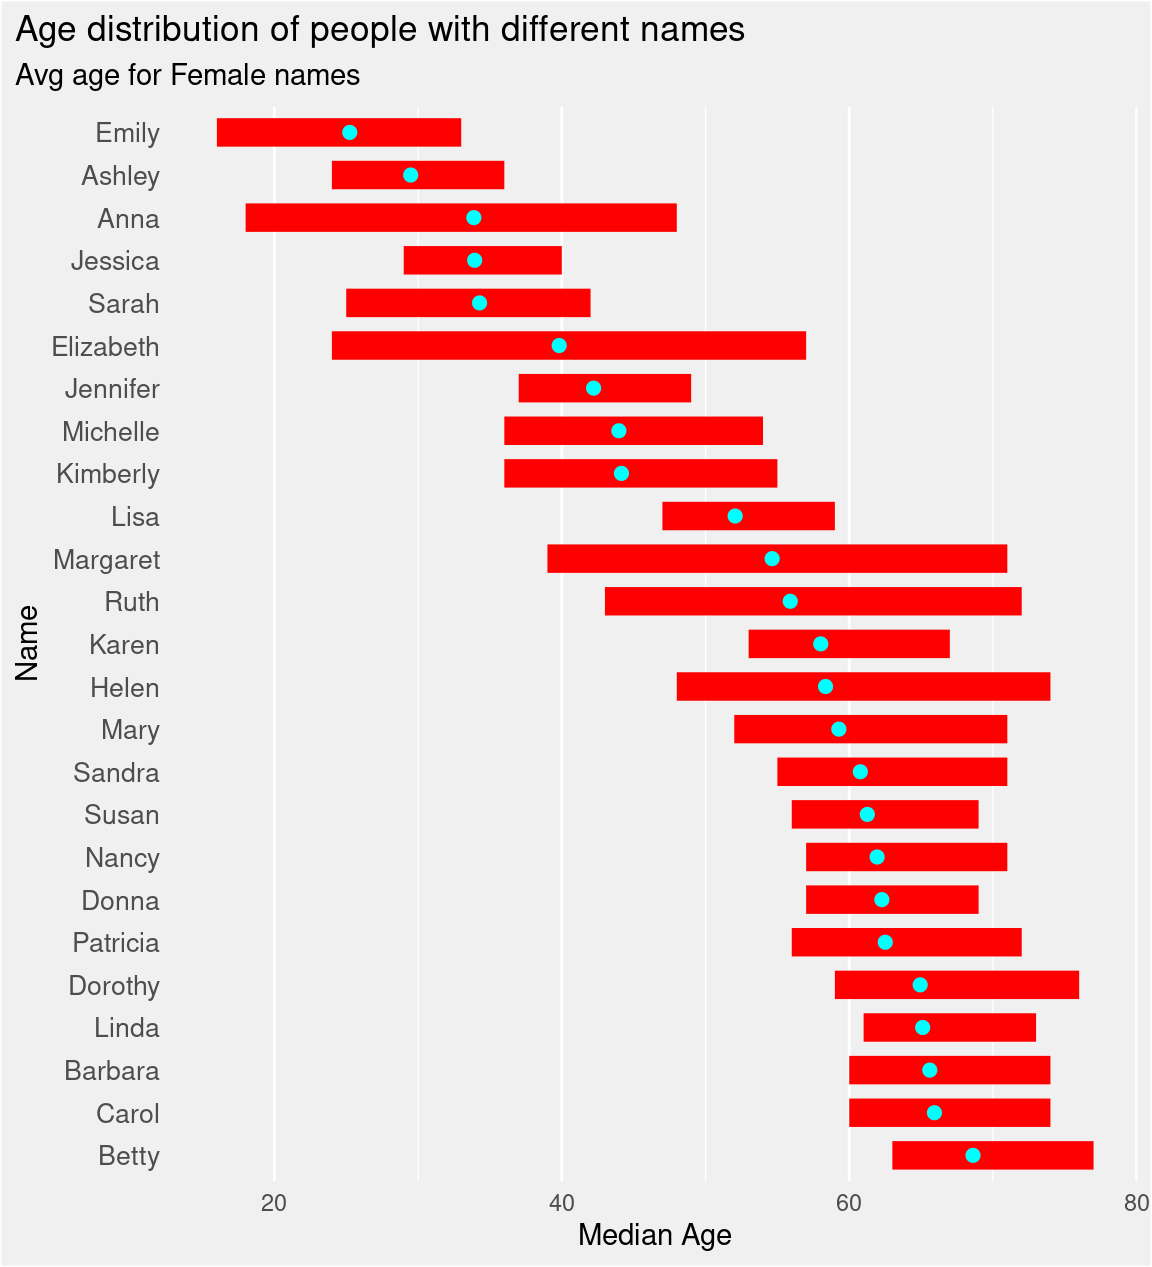 Age distribution of people with different names
Avg age for Female names
Emily
Ashley
Anna
Jessica
Sarah
Elizabeth
Jennifer
Michelle
Kimberly
Lisa
Margaret
Ruth
Karen
Helen
Mary
Sandra
Susan
Nancy
Donna
Patricia
Dorothy
Linda
Barbara
Carol
Betty
Name
20 40 60 80
Median Age